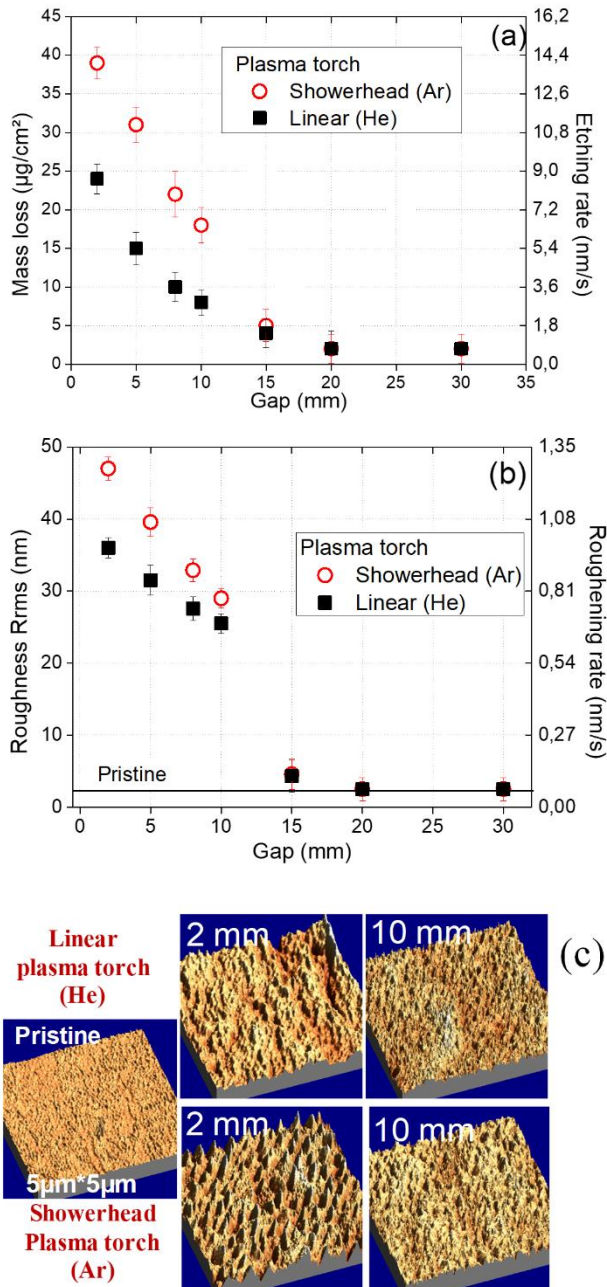 (a)
Plasma torch
Showerhead (Ar)
Linear (He)
Mass loss (µg/cm²)
45
40
35
30
25
20
15
10
5
0
Etching rate (nm/s)
16,2
14,4
12,6
10,8
9,0
7,2
5,4
3,6
1,8
0,0
0 5 10 15 20 25 30 35
Gap (mm)
(b)
Plasma torch
Showerhead (Ar)
Linear (He)
Roughness Rrms (nm)
50
40
30
20
10
0
Pristine
Roughening rate (nm/s)
1,35
1,08
0,81
0,54
0,27
0,00
0 5 10 15 20 25 30
Gap (mm)
(c)
Linear
plasma torch
(He)
2 mm
10 mm
Pristine
5µm*5µm
2 mm
10 mm
Showerhead
Plasma torch
(Ar)